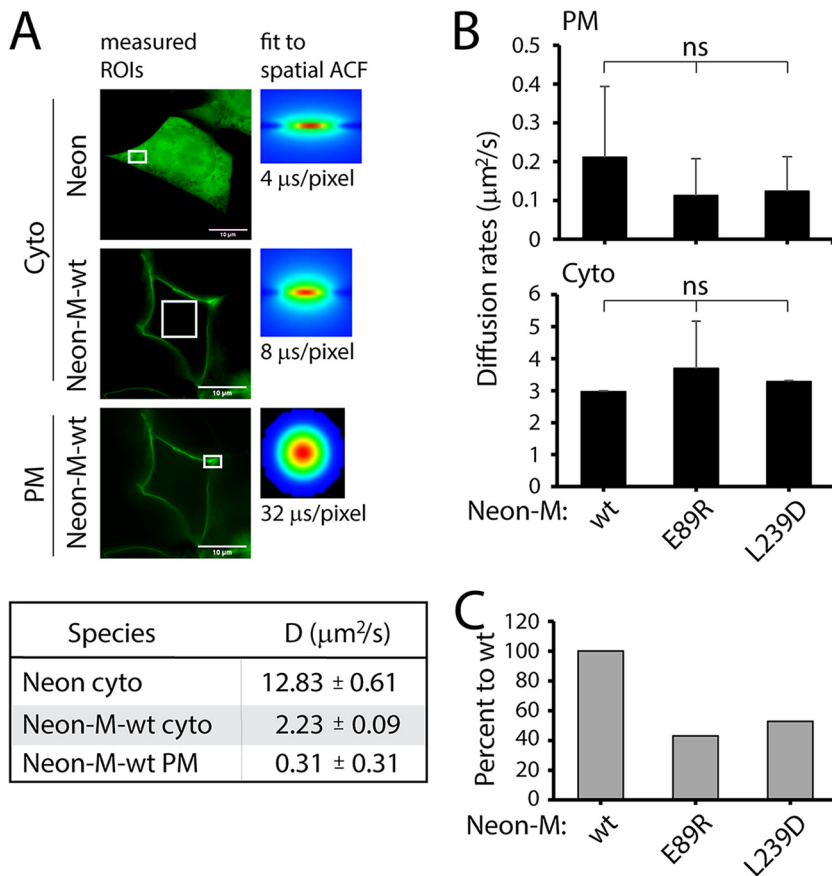 A
measured
ROIs
fit to
spatial ACF
Cyto
Neon
10 µm
4 µs/pixel
Neon-M-wt
10 µm
8 µs/pixel
PM
Neon-M-wt
10 µm
32 µs/pixel
Species D (µm²/s)
Neon cyto 12.83 ± 0.61
Neon-M-wt cyto 2.23 ± 0.09
Neon-M-wt PM 0.31 ± 0.31
B
PM
ns
0.5
0.4
0.3
0.2
0.1
0
Diffusion rates (µm²/s)
Cyto
ns
6
5
4
3
2
1
0
Neon-M: wt E89R L239D
C
Percent to wt
120
100
80
60
40
20
0
Neon-M: wt E89R L239D